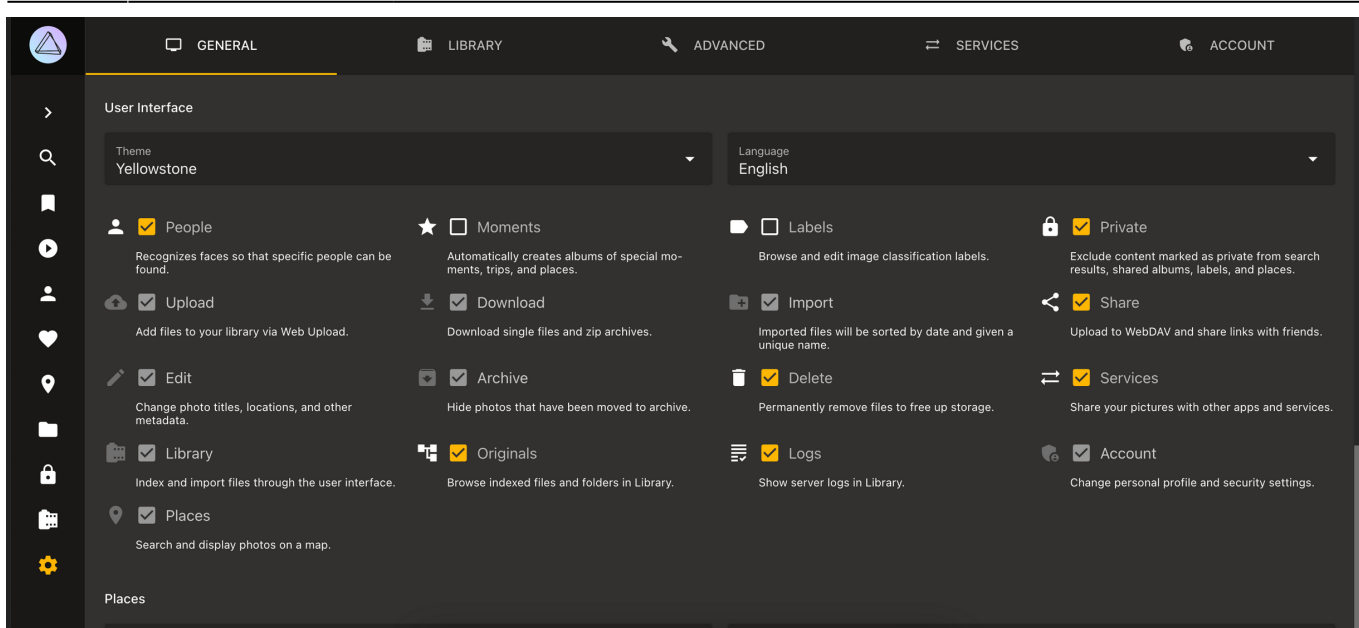 GENERAL
LIBRARY
ADVANCED
SERVICES
ACCOUNT
User Interface
Theme
Yellowstone
Language
English
People
Recognizes faces so that specific people can be
found.
Moments
Automatically creates albums of special mo-
ments, trips, and places.
Labels
Browse and edit image classification labels.
Private
Exclude content marked as private from search
results, shared albums, labels, and places.
Upload
Add files to your library via Web Upload.
Download
Download single files and zip archives.
Import
Imported files will be sorted by date and given a
unique name.
Share
Upload to WebDAV and share links with friends.
Edit
Change photo titles, locations, and other
metadata.
Archive
Hide photos that have been moved to archive.
Delete
Permanently remove files to free up storage.
Services
Share your pictures with other apps and services.
Library
Index and import files through the user interface.
Originals
Browse indexed files and folders in Library.
Logs
Show server logs in Library.
Account
Change personal profile and security settings.
Places
Search and display photos on a map.
Places